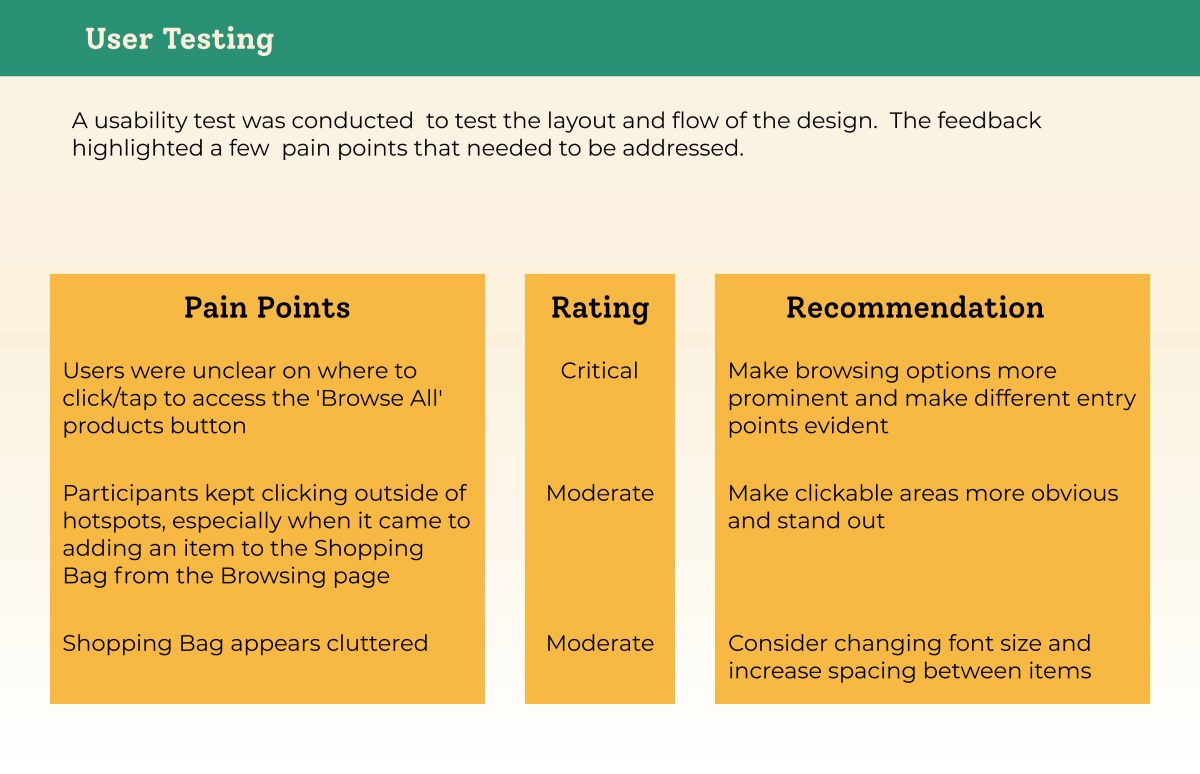 User Testing
A usability test was conducted  to test the layout and flow of the design.  The feedback
highlighted a few  pain points that needed to be addressed.
Pain Points
Users were unclear on where to
click/tap to access the 'Browse All'
products button
Participants kept clicking outside of
hotspots, especially when it came to
adding an item to the Shopping
Bag from the Browsing page
Shopping Bag appears cluttered
Rating
Critical
Moderate
Moderate
Recommendation
Make browsing options more
prominent and make different entry
points evident
Make clickable areas more obvious
and stand out
Consider changing font size and
increase spacing between items